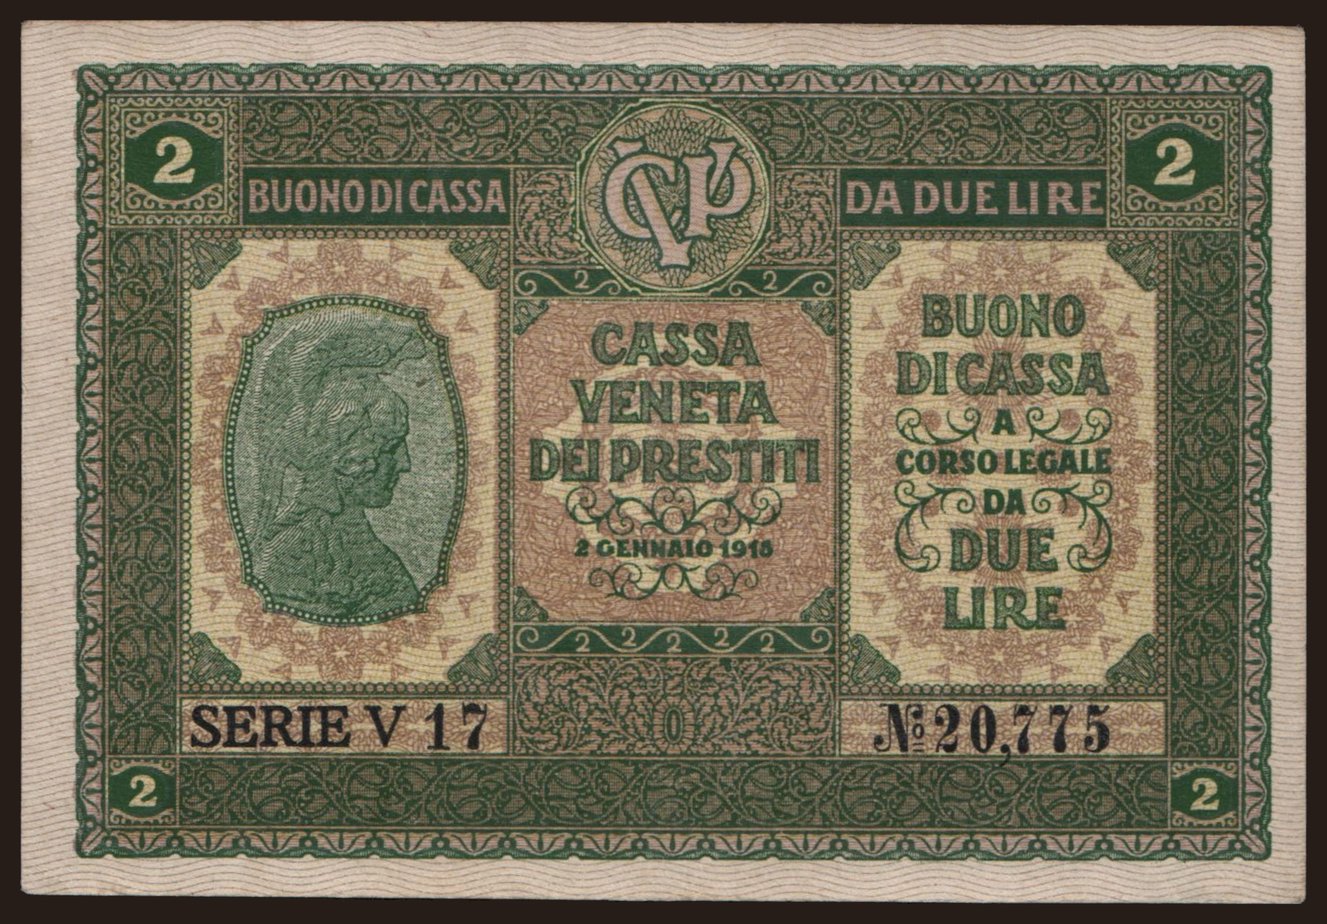 2
2
BUONO DI CASSA
CVP
DA DUE LIRE
2 2 2
CASSA
VENETA
DEI PRESTITI
2 GENNAIO 1918
BUONO
DI CASSA
A
CORSO LEGALE
DA
DUE
LIRE
2 2 2 2 2
SERIE V 17
No 20,775
2
2